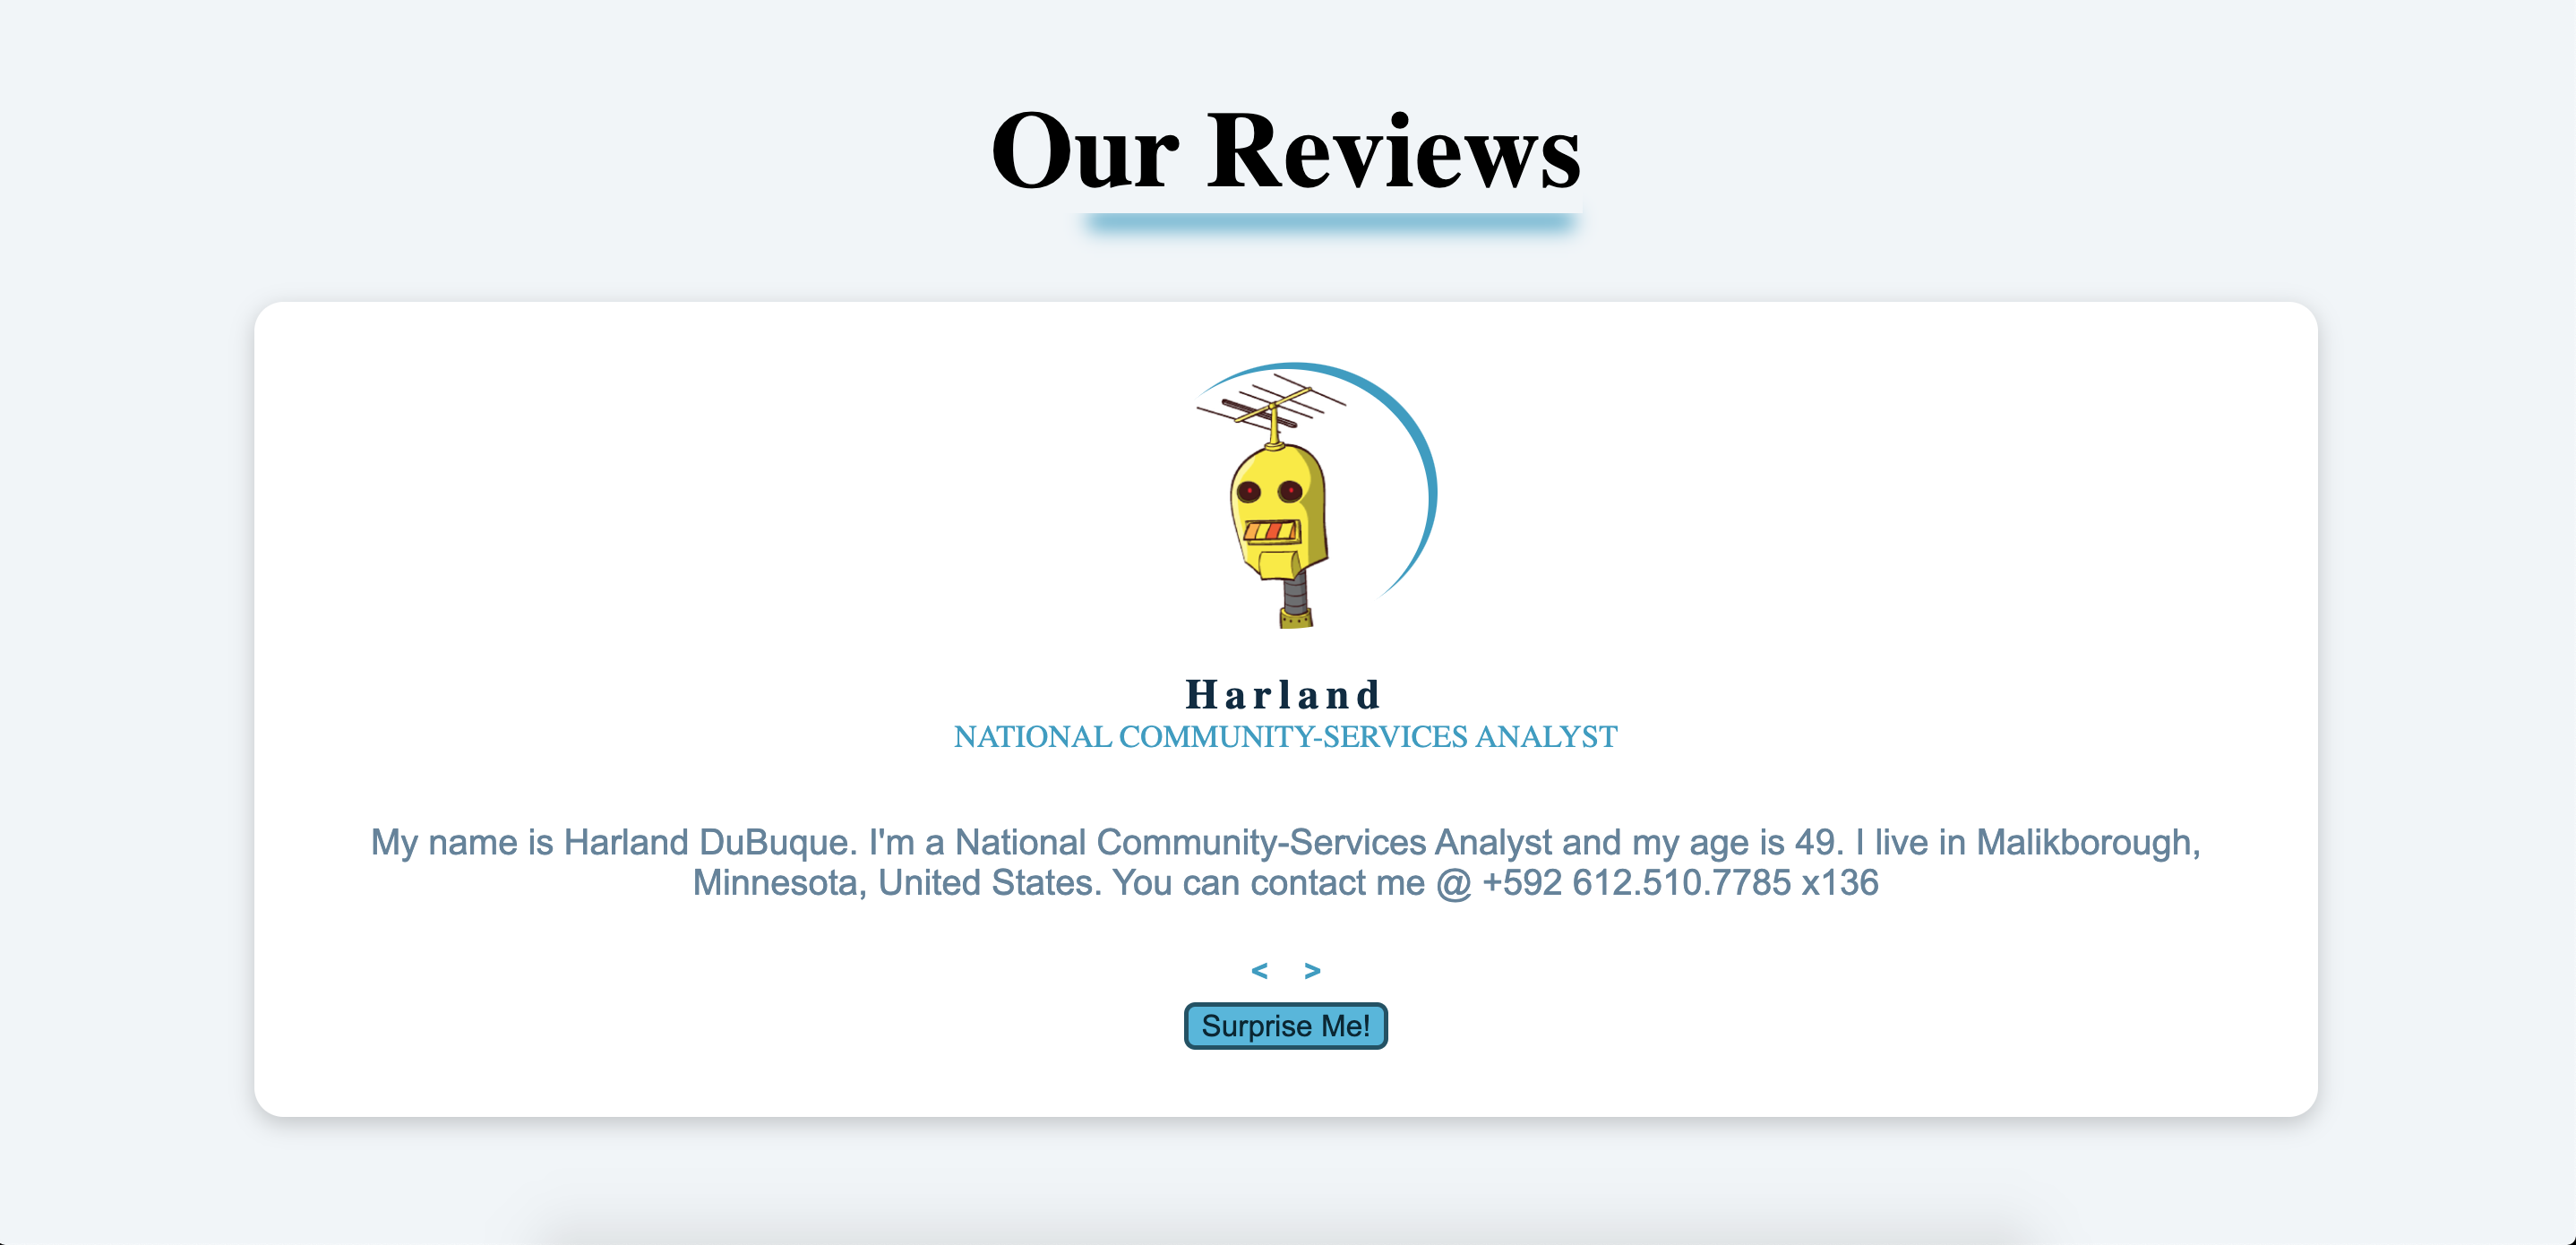 Our Reviews
Harland
NATIONAL COMMUNITY-SERVICES ANALYST
My name is Harland DuBuque. I'm a National Community-Services Analyst and my age is 49. I live in Malikborough,
Minnesota, United States. You can contact me @ +592 612.510.7785 x136
< >
Surprise Me!